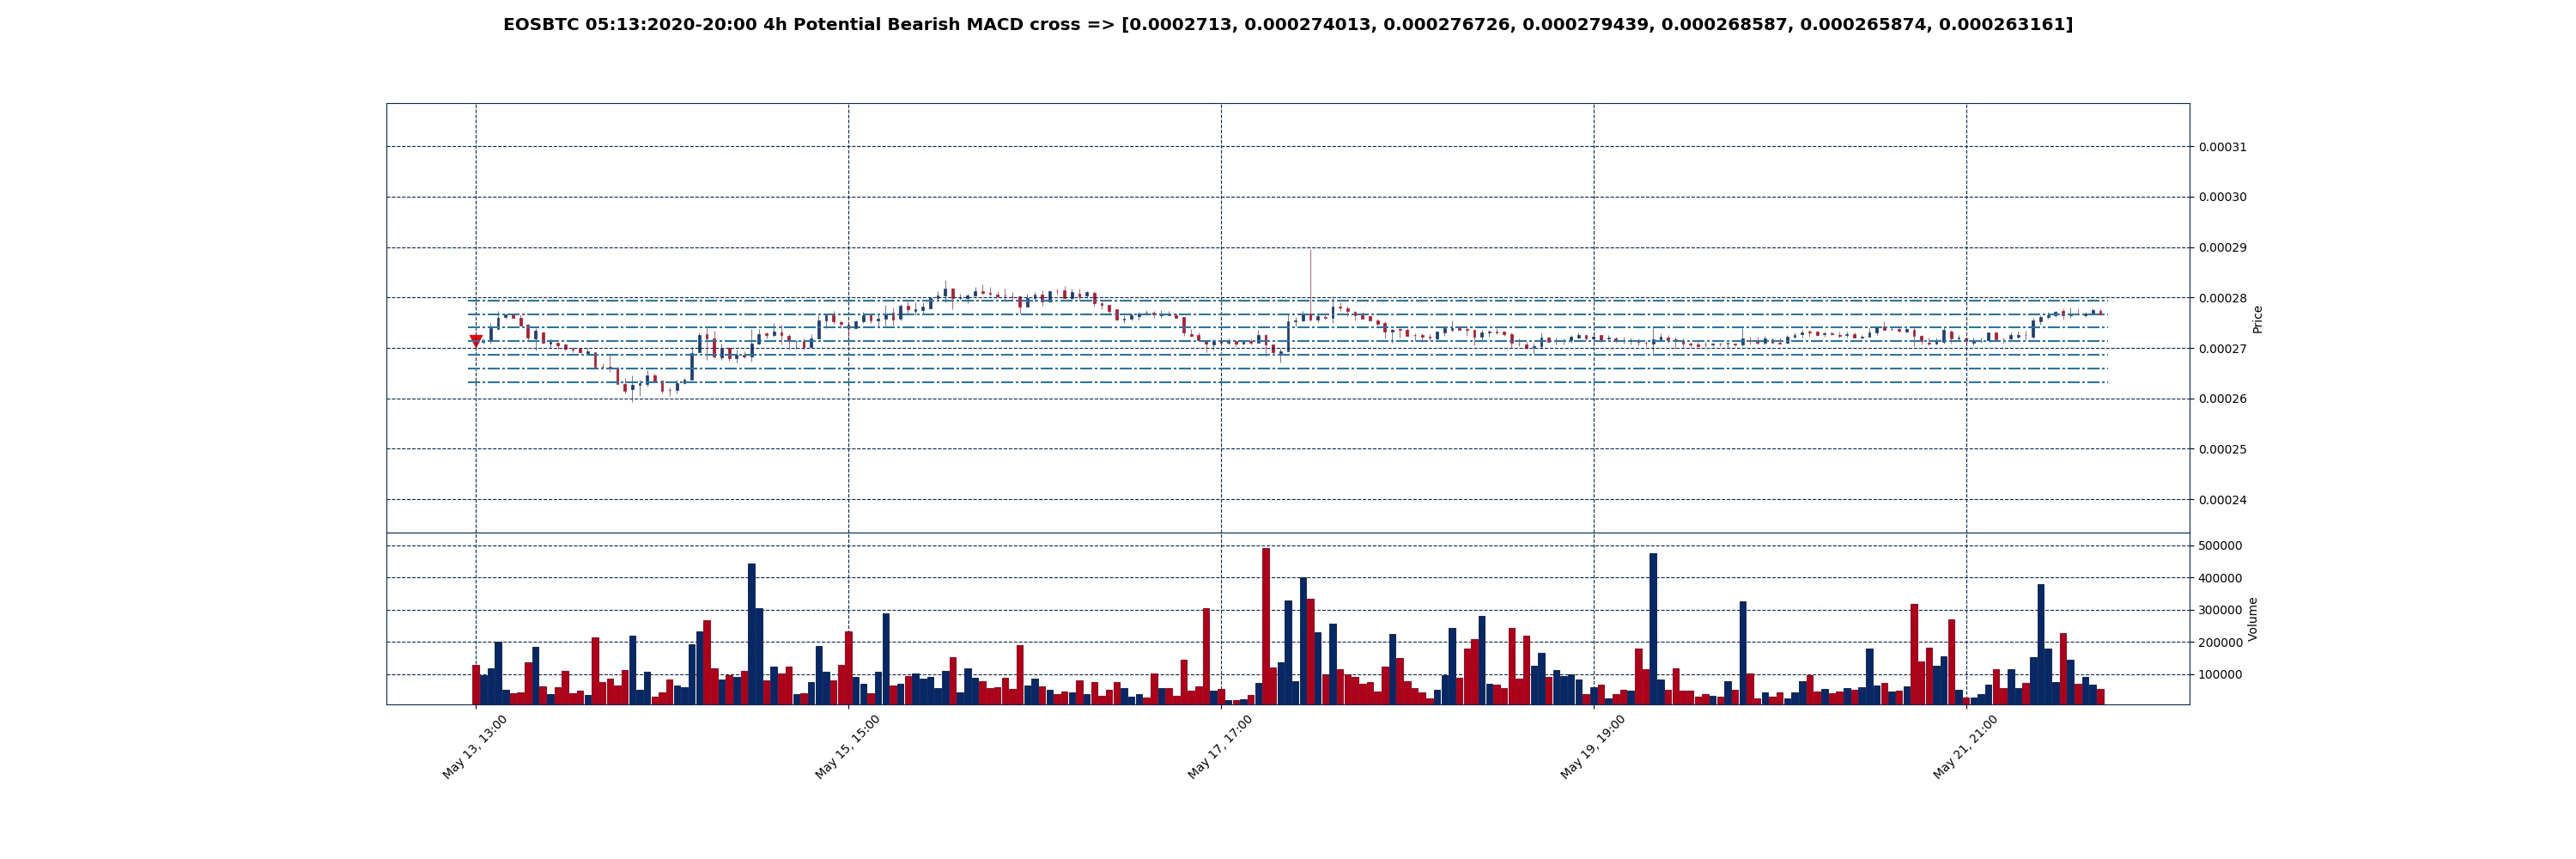 EOSBTC 05:13:2020-20:00 4h Potential Bearish MACD cross => [0.0002713, 0.000274013, 0.000276726, 0.000279439, 0.000268587, 0.000265874, 0.000263161]
0.00031
0.00030
0.00029
0.00028
0.00027
0.00026
0.00025
0.00024
Price
500000
400000
300000
200000
100000
Volume
May 13, 13:00
May 15, 15:00
May 17, 17:00
May 19, 19:00
May 21, 21:00